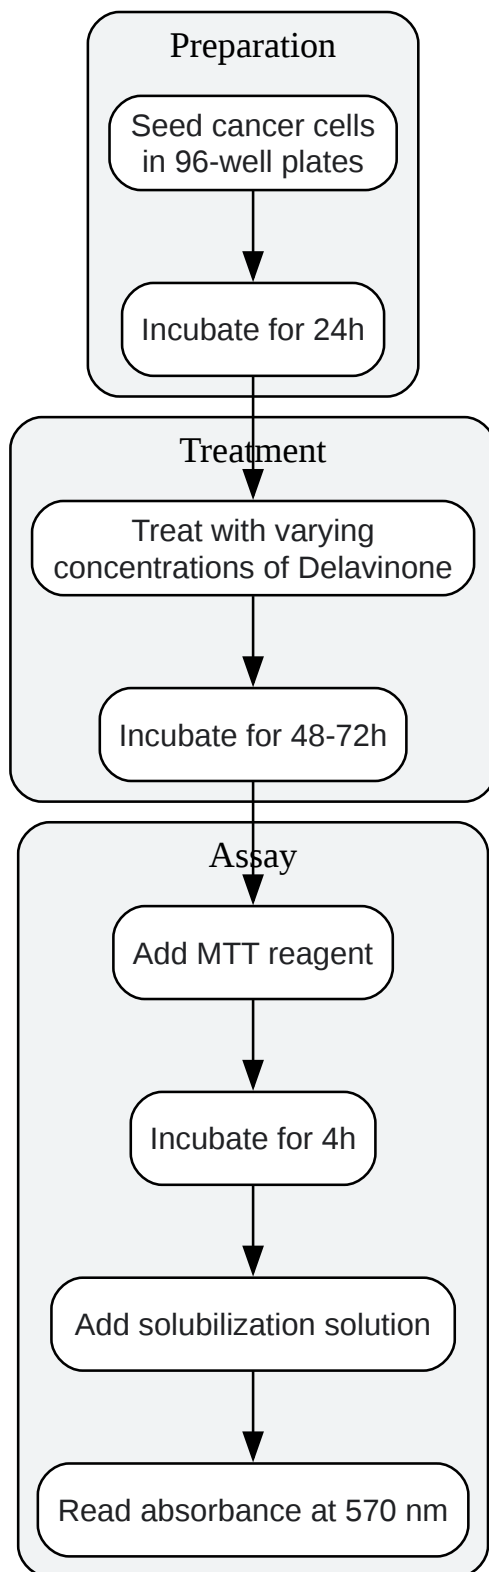 Preparation
Seed cancer cells
in 96-well plates
Incubate for 24h
Treatment
Treat with varying
concentrations of Delavinone
Incubate for 48-72h
Assay
Add MTT reagent
Incubate for 4h
Add solubilization solution
Read absorbance at 570 nm